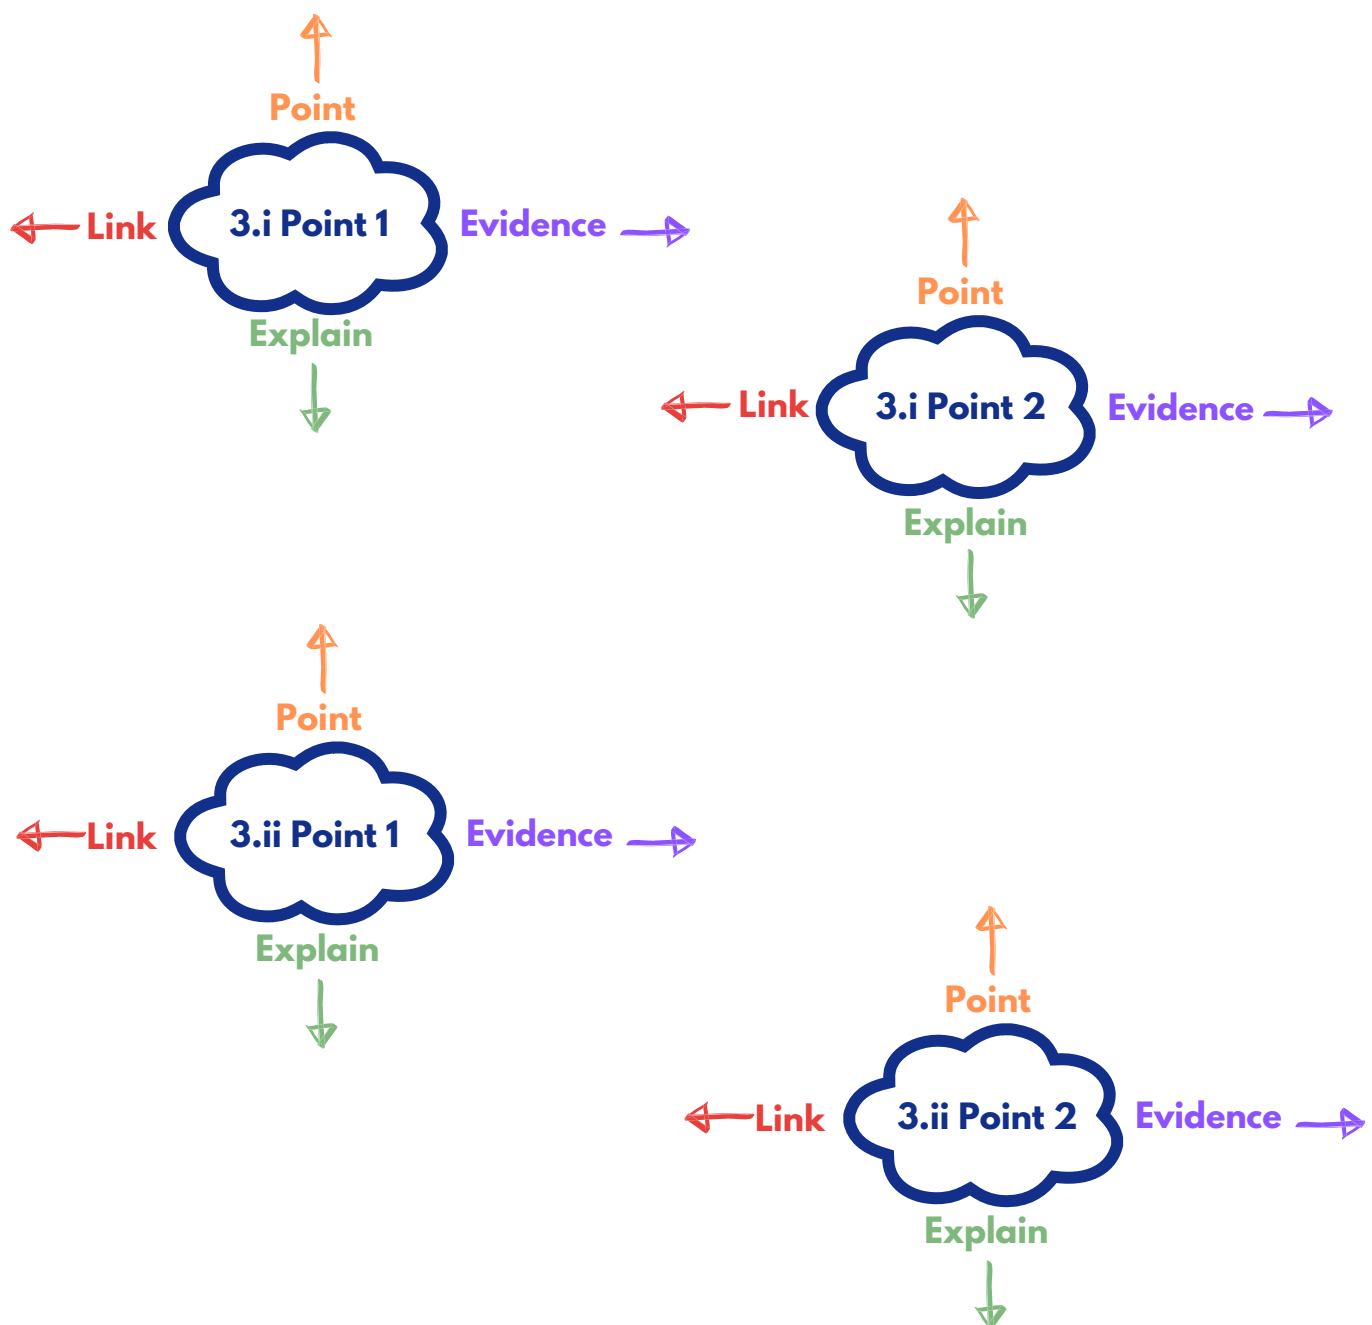 Point
Link
3.i Point 1
Evidence
Explain
Point
Link
3.i Point 2
Evidence
Explain
Point
Link
3.ii Point 1
Evidence
Explain
Point
Link
3.ii Point 2
Evidence
Explain